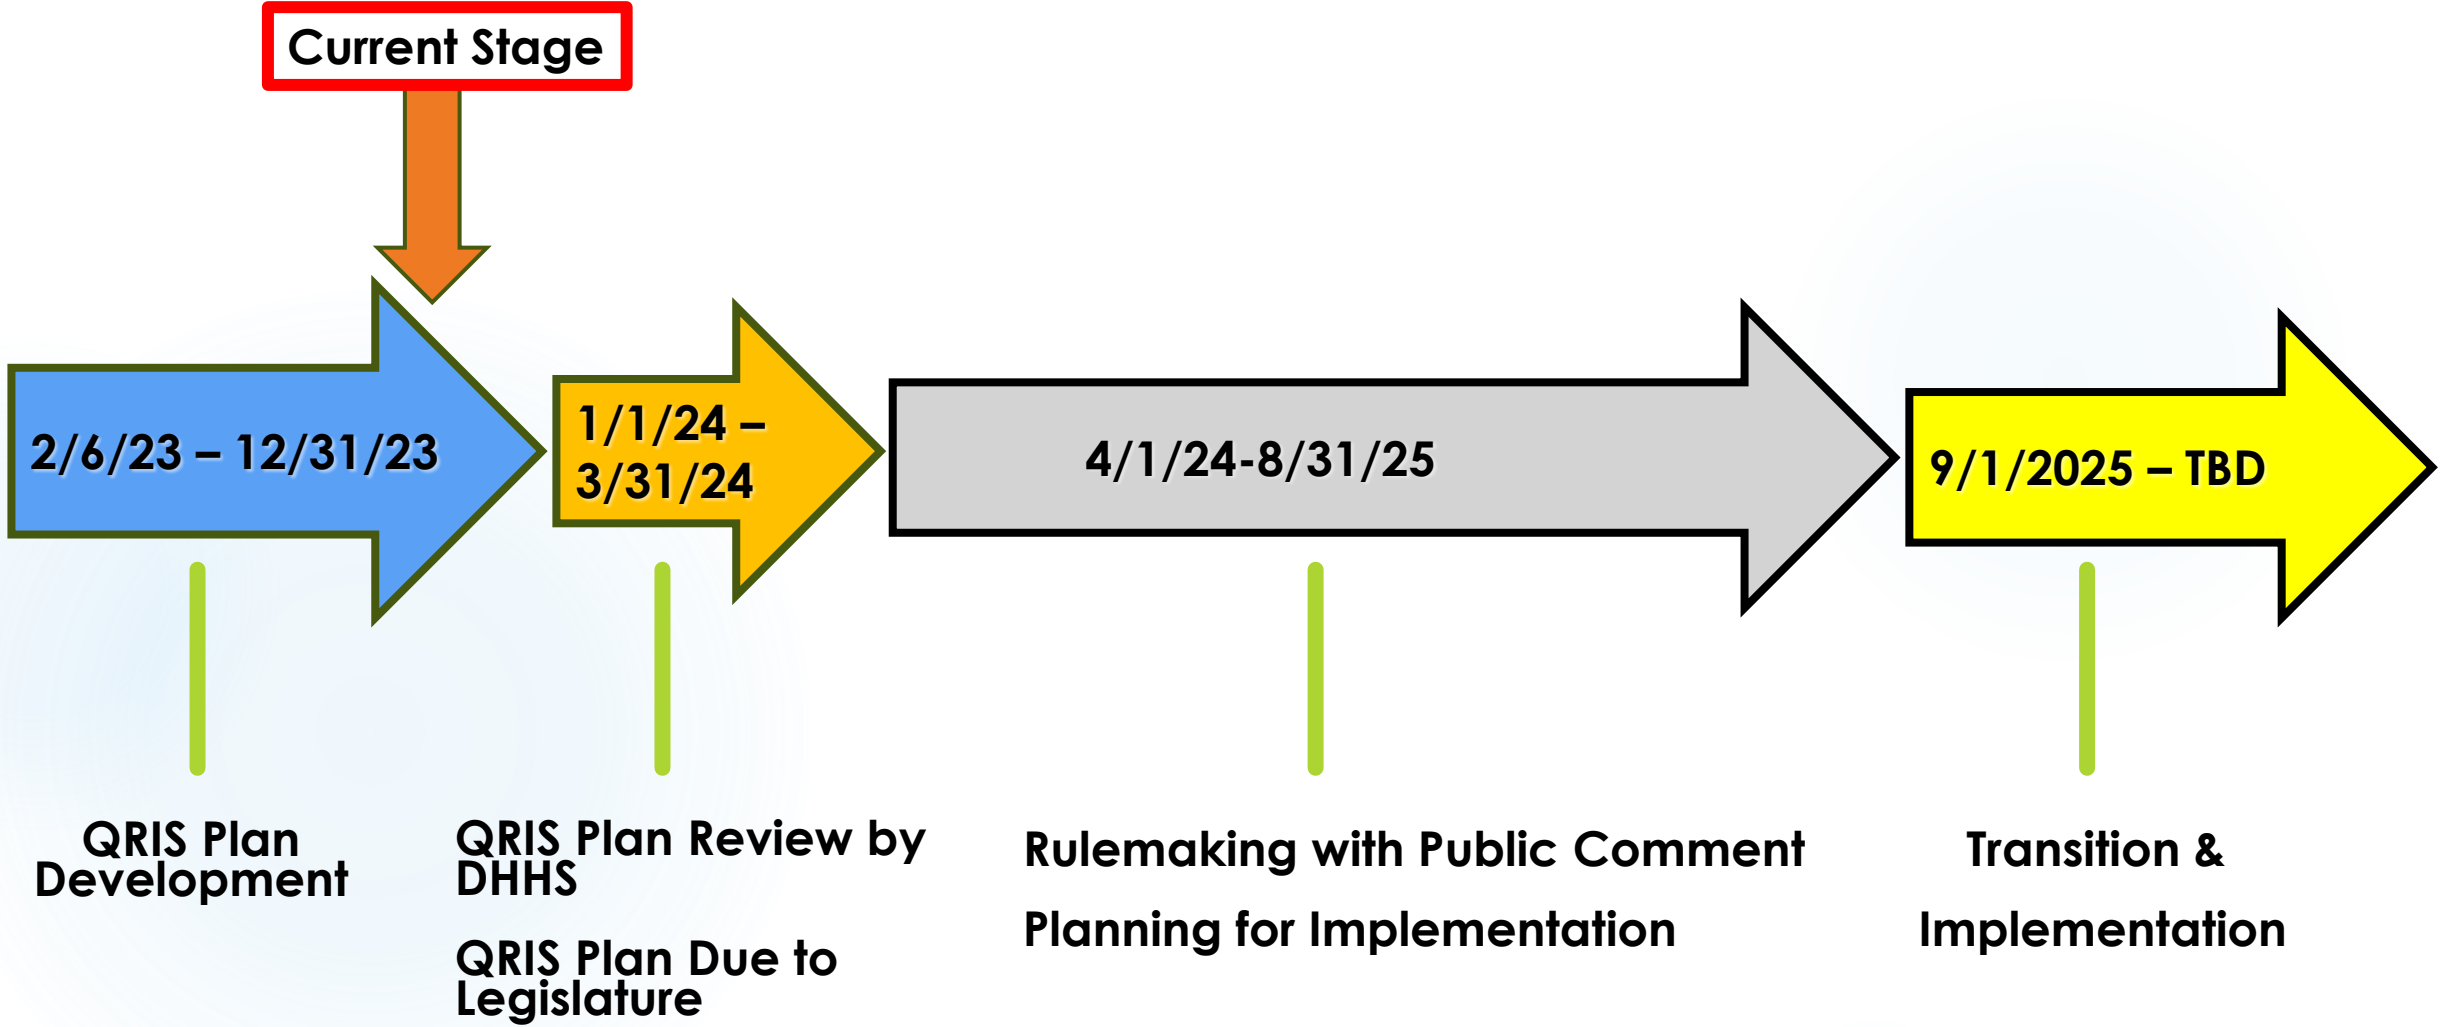 Current Stage
2/6/23 – 12/31/23
1/1/24 –
3/31/24
4/1/24-8/31/25
9/1/2025 – TBD
QRIS Plan
Development
QRIS Plan Review by
DHHS
QRIS Plan Due to
Legislature
Rulemaking with Public Comment
Planning for Implementation
Transition &
Implementation